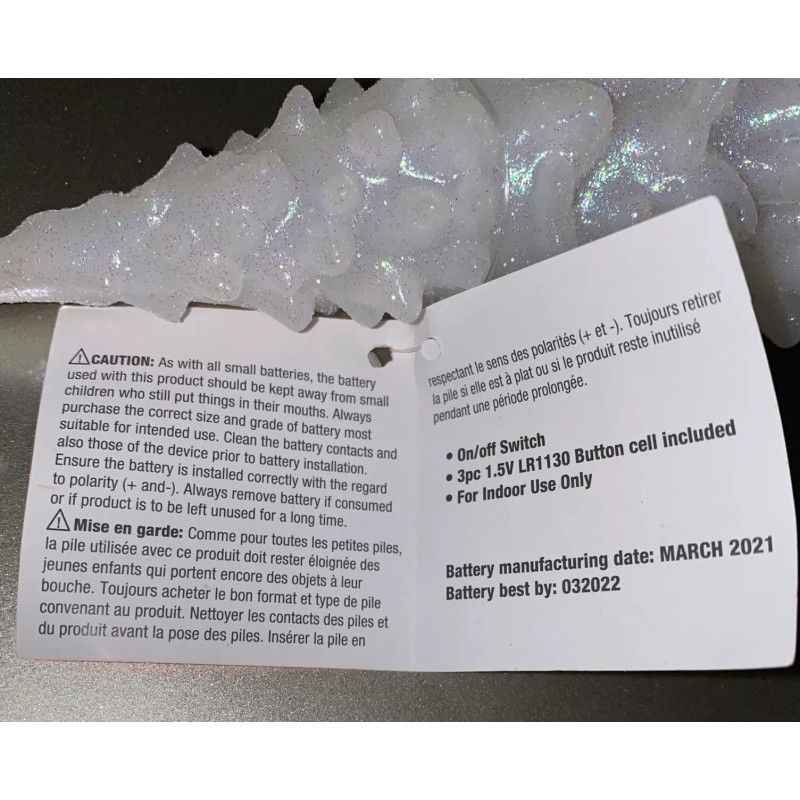 ⚠CAUTION: As with all small batteries, the battery
used with this product should be kept away from small
children who still put things in their mouths. Always
purchase the correct size and grade of battery most
suitable for intended use. Clean the battery contacts and
also those of the device prior to battery installation.
Ensure the battery is installed correctly with the regard
to polarity (+ and-). Always remove battery if consumed
or if product is to be left unused for a long time.
⚠Mise en garde: Comme pour toutes les petites piles,
la pile utilisée avec ce produit doit rester éloignée des
jeunes enfants qui portent encore des objets à leur
bouche. Toujours acheter le bon format et type de pile
convenant au produit. Nettoyer les contacts des piles et
du produit avant la pose des piles. Insérer la pile en
respectant le sens des polarités (+ et -). Toujours retirer
la pile si elle est à plat ou si le produit reste inutilisé
pendant une période prolongée.
• On/off Switch
• 3pc 1.5V LR1130 Button cell included
• For Indoor Use Only
Battery manufacturing date: MARCH 2021
Battery best by: 032022